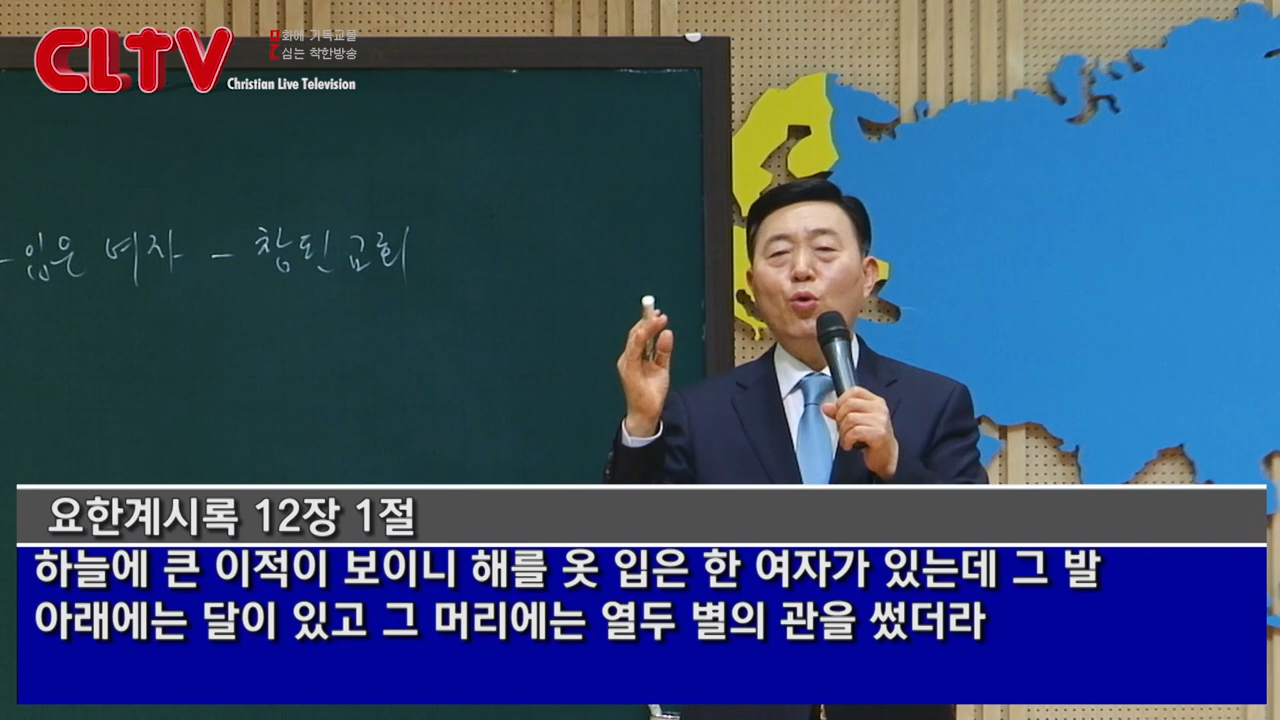 CLTV
문화에 기독교을
심는 착한방송
Christian Live Television
입은 여자 - 참된교회
요한계시록 12장 1절
하늘에 큰 이적이 보이니 해를 옷 입은 한 여자가 있는데 그 발
아래에는 달이 있고 그 머리에는 열두 별의 관을 썼더라